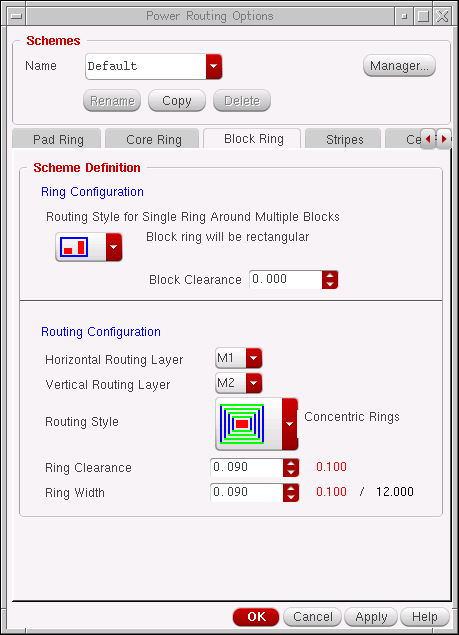 Power Routing Options
Schemes
Name Default Manager...
Rename Copy Delete
Pad Ring Core Ring Block Ring Stripes
Scheme Definition
Ring Configuration
Routing Style for Single Ring Around Multiple Blocks
Block ring will be rectangular
Block Clearance 0.000
Routing Configuration
Horizontal Routing Layer M1
Vertical Routing Layer M2
Routing Style Concentric Rings
Ring Clearance 0.090 0.100
Ring Width 0.090 0.100 / 12.000
OK Cancel Apply Help